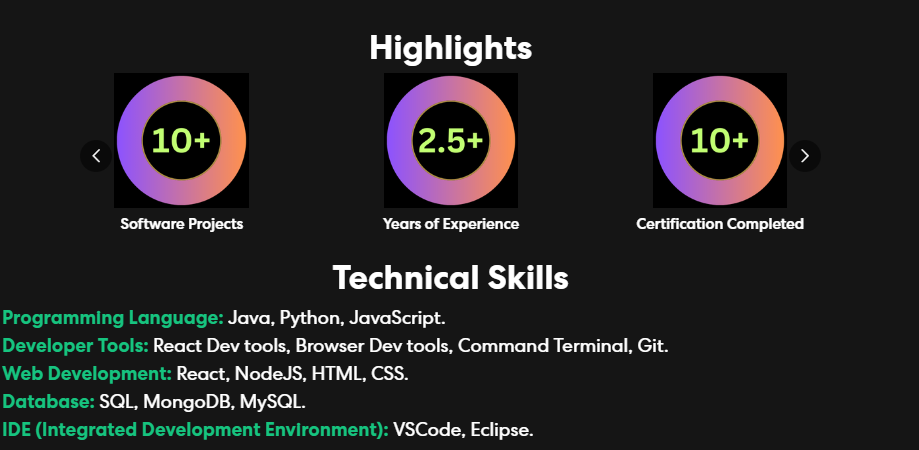 Highlights
10+ 2.5+ 10+
Software Projects Years of Experience Certification Completed
Technical Skills
Programming Language: Java, Python, JavaScript.
Developer Tools: React Dev tools, Browser Dev tools, Command Terminal, Git.
Web Development: React, NodeJS, HTML, CSS.
Database: SQL, MongoDB, MySQL.
IDE (Integrated Development Environment): VSCode, Eclipse.